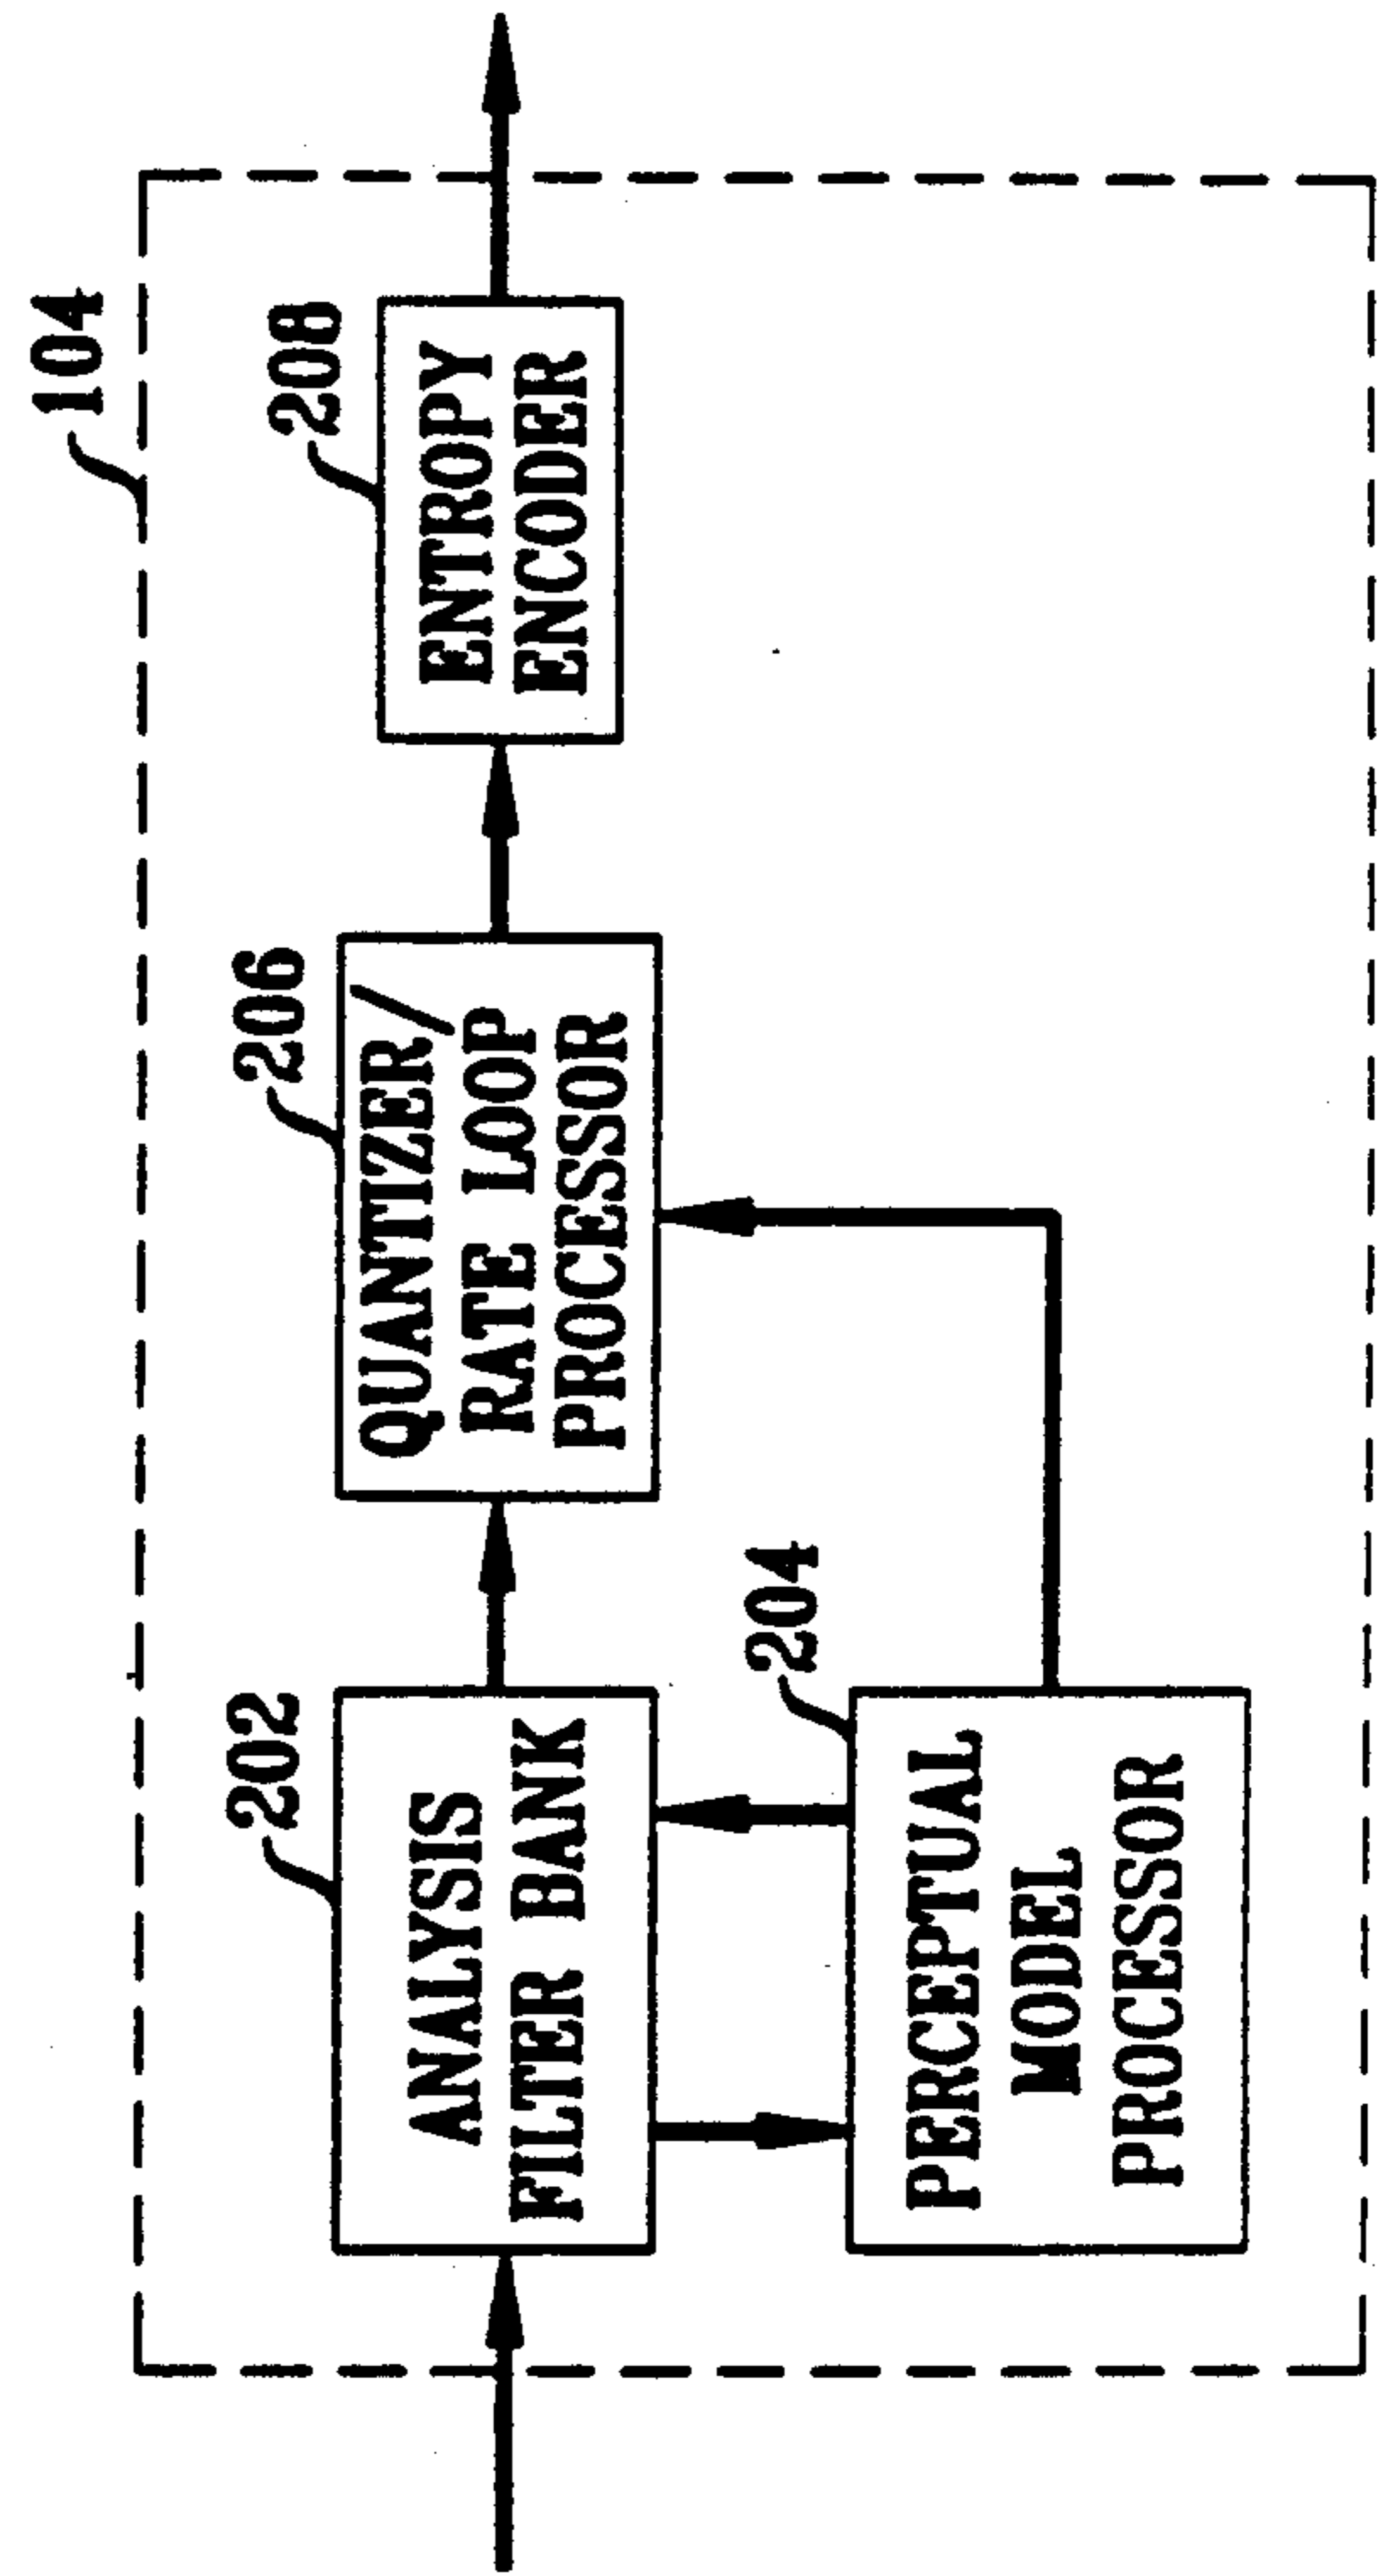 104
202
ANALYSIS
FILTER BANK
206
QUANTIZER/
RATE LOOP
PROCESSOR
208
ENTROPY
ENCODER
204
PERCEPTUAL
MODEL
PROCESSOR